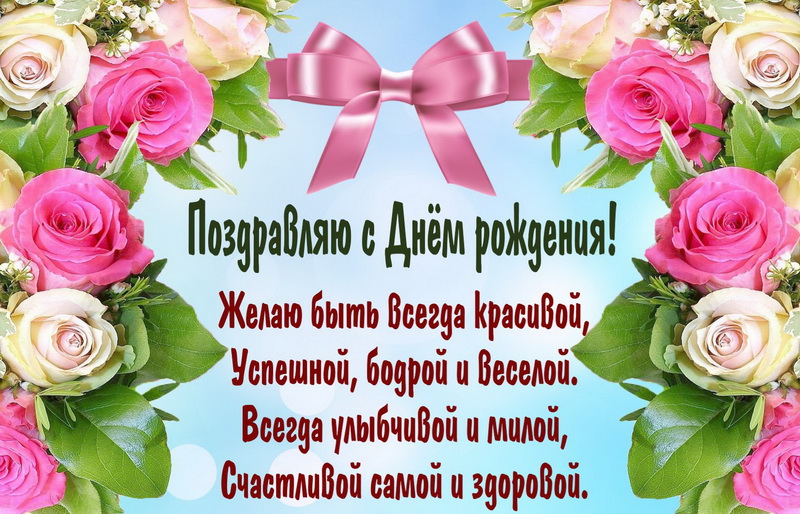 Поздравляю с Днём рождения!
Желаю быть всегда красивой,
Успешной, бодрой и веселой.
Всегда улыбчивой и милой,
Счастливой самой и здоровой.